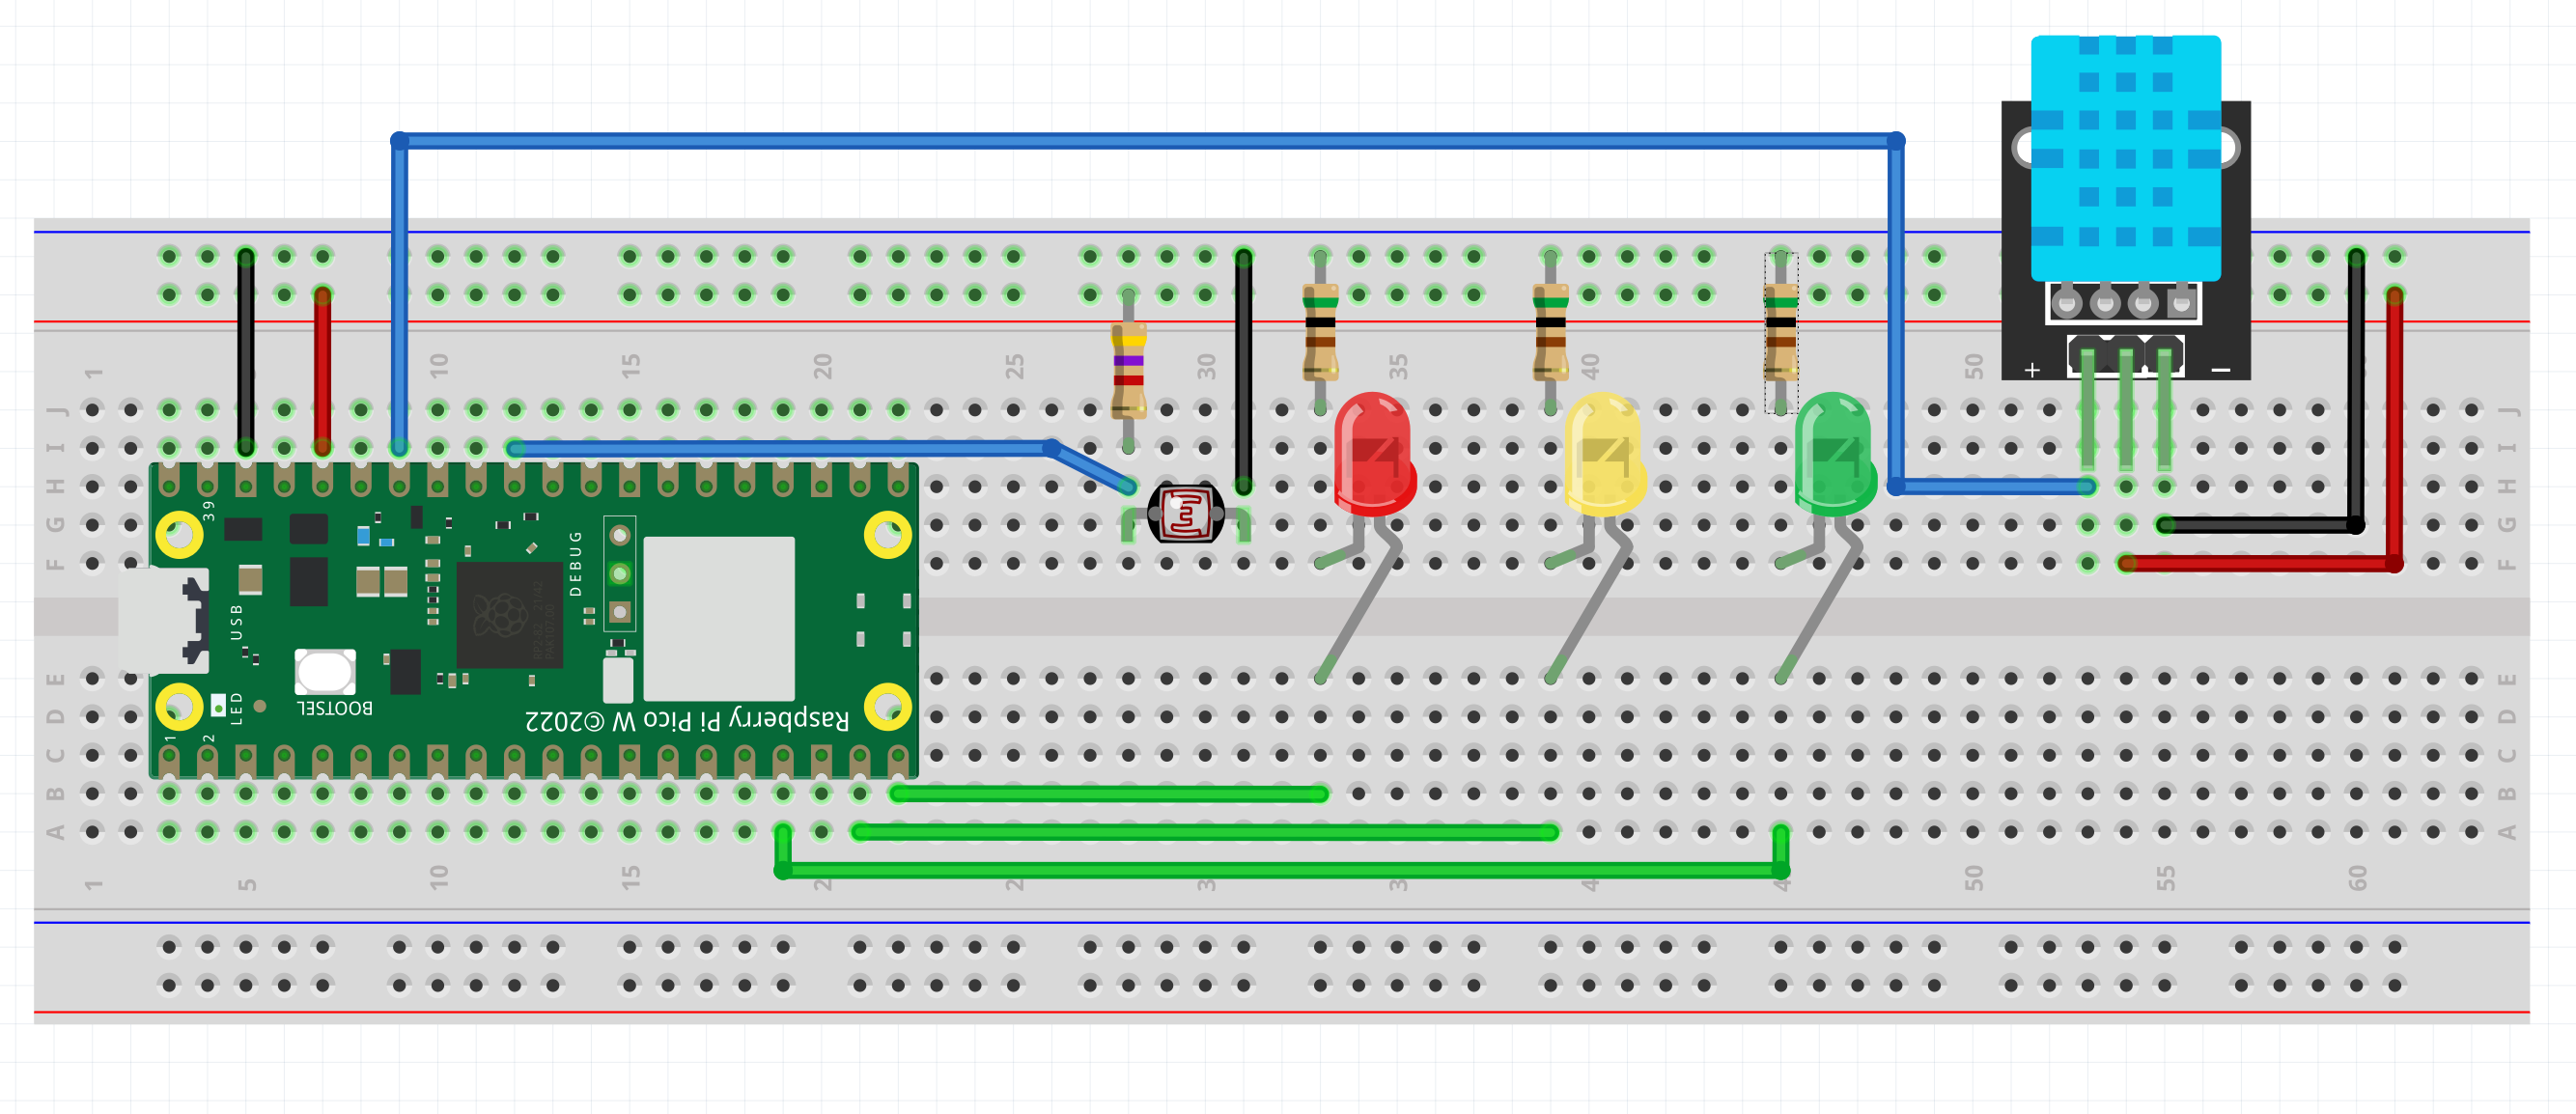 1 10 15 20 25 30 35 40 50
+ −
J J
I I
H H
G G
F F
E E
D D
C C
B B
A A
39
DEBUG
USB
BOOTSEL
LED
1 2
Raspberry Pi Pico W ©2022
1 5 10 15 2 2 3 3 4 4 50 55 60